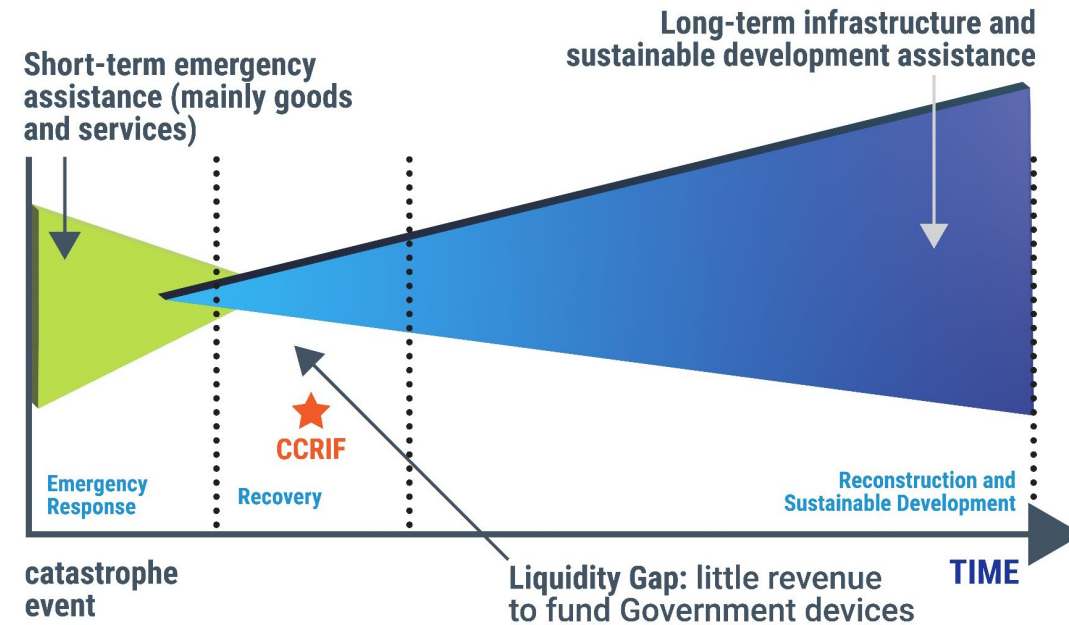 Long-term infrastructure and
sustainable development assistance
Short-term emergency
assistance (mainly goods
and services)
CCRIF
Emergency
Response
Recovery
Reconstruction and
Sustainable Development
catastrophe
event
Liquidity Gap: little revenue
to fund Government devices
TIME